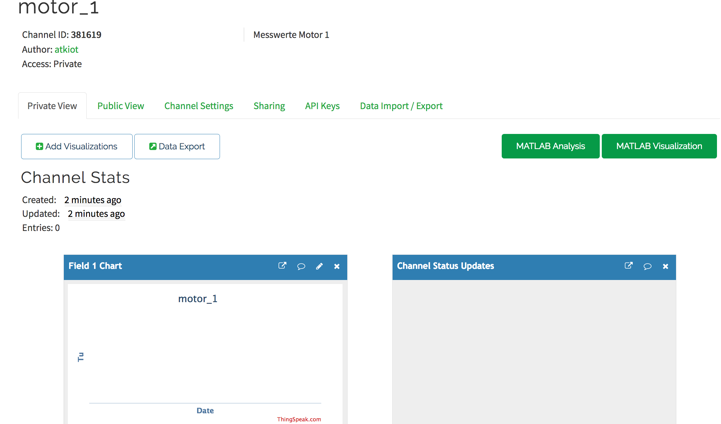 motor_1
Channel ID: 381619
Messwerte Motor 1
Author: atkiot
Access: Private
Private View
Public View
Channel Settings
Sharing
API Keys
Data Import / Export
Add Visualizations
Data Export
MATLAB Analysis
MATLAB Visualization
Channel Stats
Created: 2 minutes ago
Updated: 2 minutes ago
Entries: 0
Field 1 Chart
motor_1
Tu
Date
ThingSpeak.com
Channel Status Updates